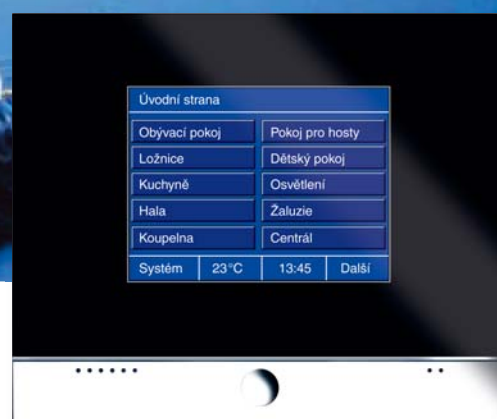 Úvodní strana
Obývací pokoj
Pokoj pro hosty
Ložnice
Dětský pokoj
Kuchyně
Osvětlení
Hala
Žaluzie
Koupelna
Centrál
Systém 23°C 13:45 Další